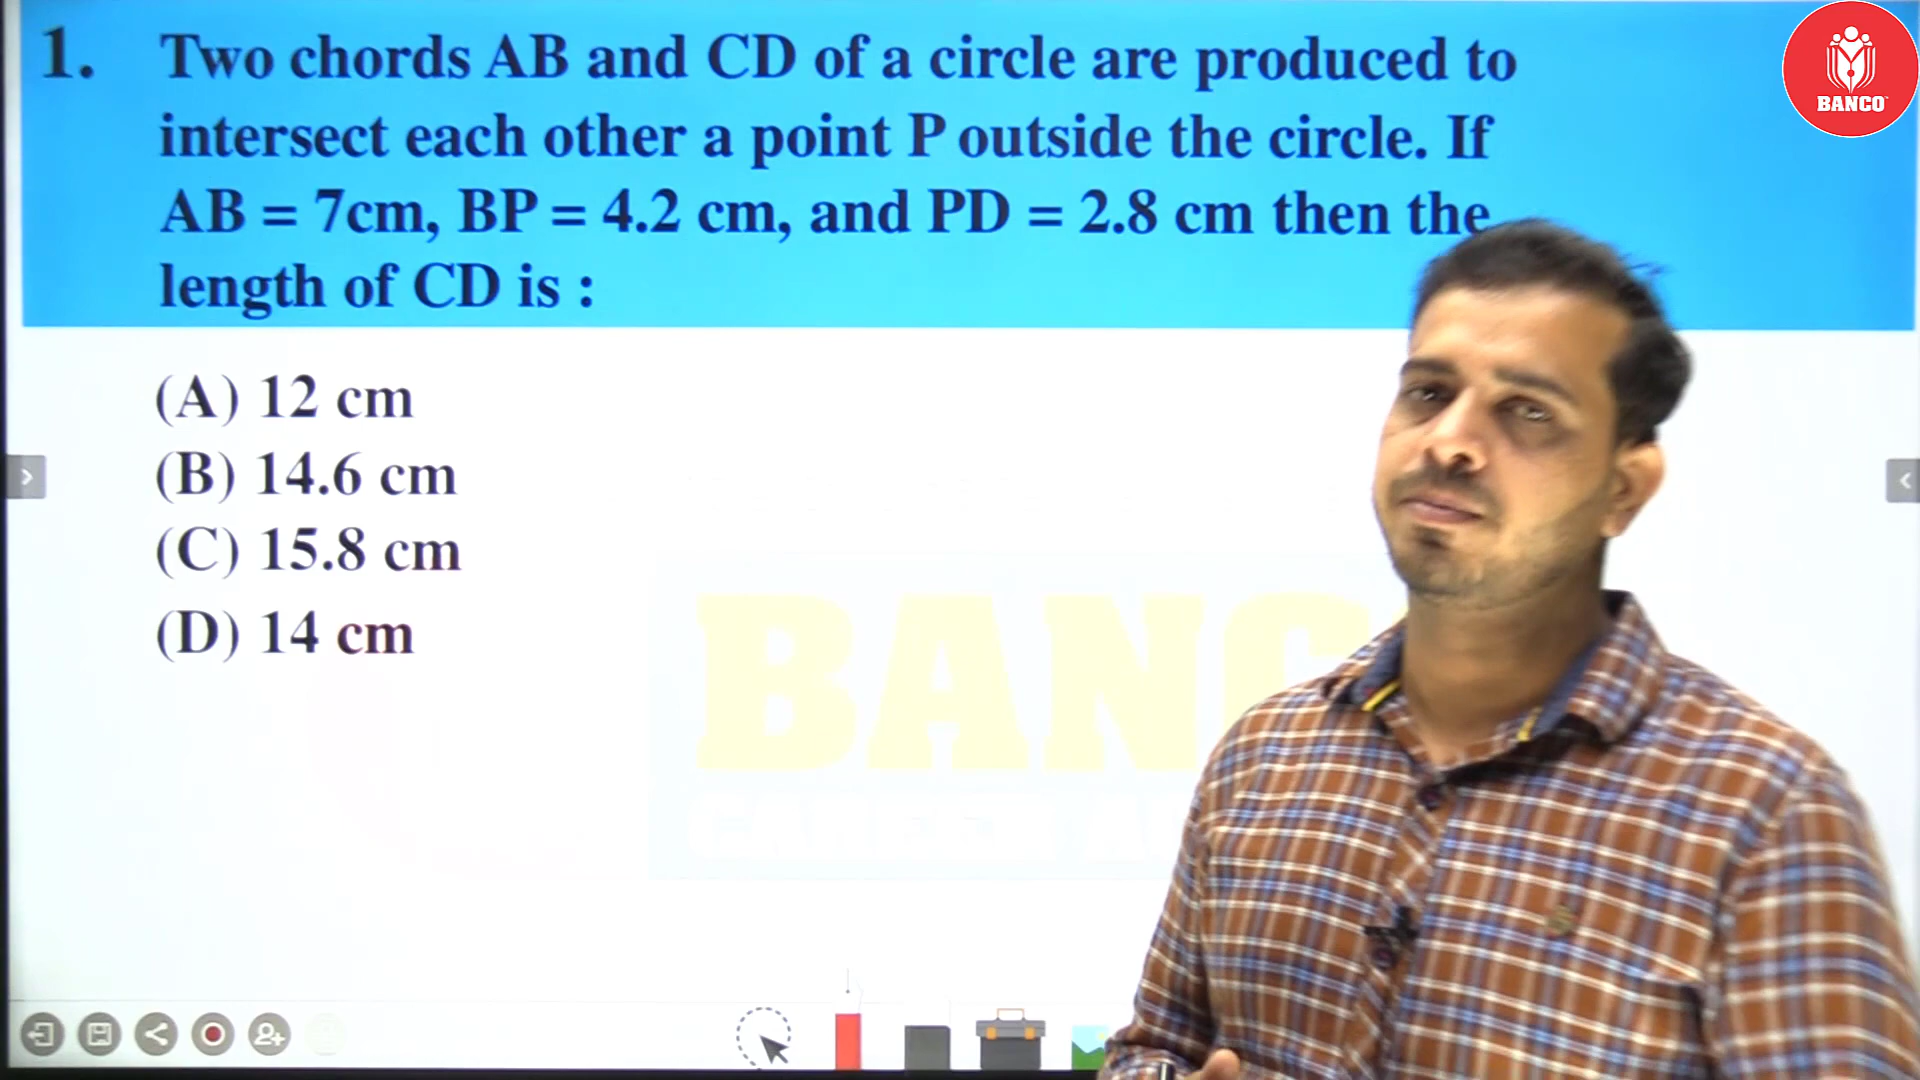 1. Two chords AB and CD of a circle are produced to
intersect each other a point P outside the circle. If
AB = 7cm, BP = 4.2 cm, and PD = 2.8 cm then the
length of CD is :
(A) 12 cm
(B) 14.6 cm
(C) 15.8 cm
(D) 14 cm
BANCO
BANC
CAREER A